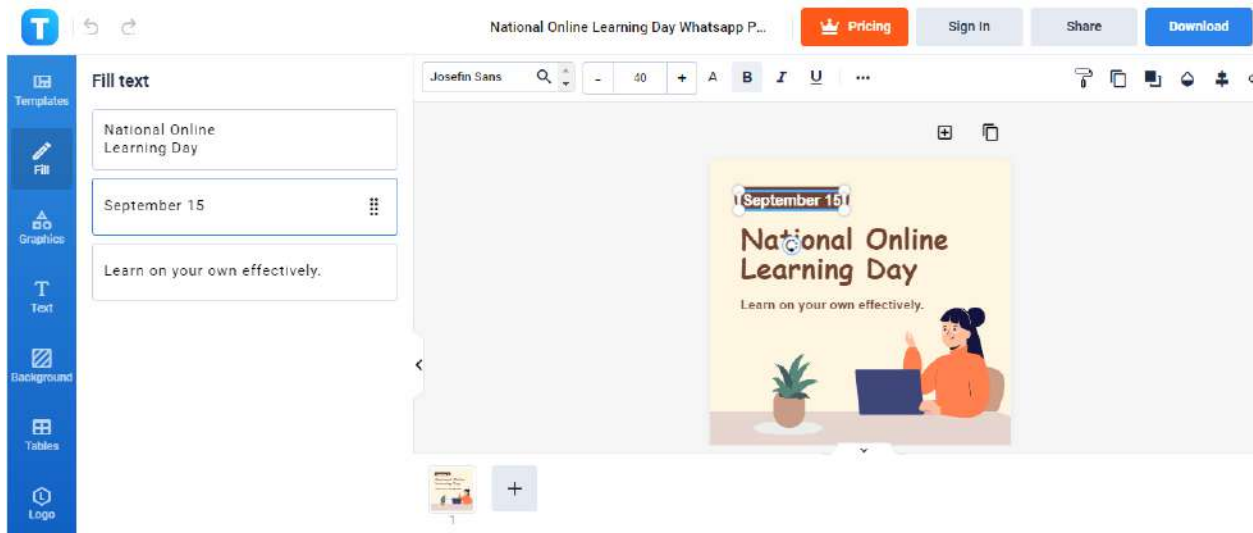 T
National Online Learning Day Whatsapp P...
Pricing
Sign In
Share
Download
Templates
Fill
Graphics
Text
Background
Tables
Logo
Fill text
National Online
Learning Day
September 15
Learn on your own effectively.
Josefin Sans
- 40 + A B I U ...
September 15
National Online
Learning Day
Learn on your own effectively.
1